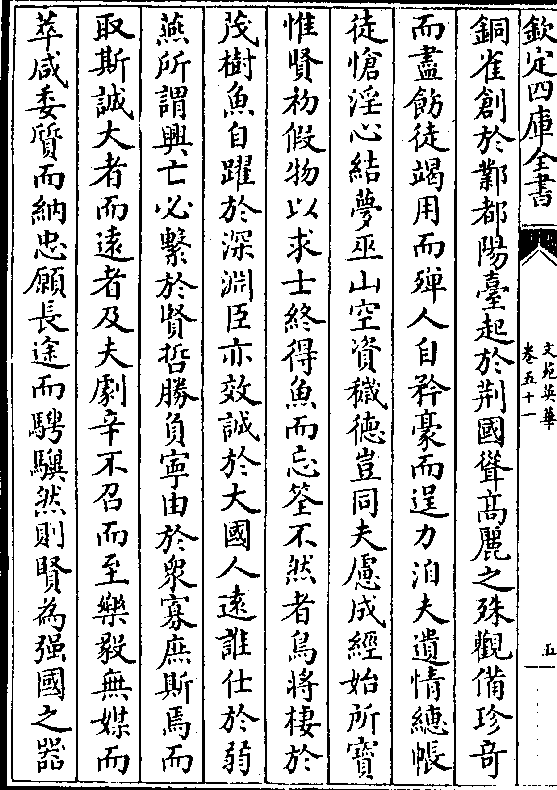 欽定四庫全書
文苑英華
卷五十一
五
銅雀創於鄴都陽臺起於荆國聳髙麗之殊觀備珍竒
而盡飭徒竭用而殫人自矜豪而逞力洎夫遺情繐帳
徒愴淫心結夢巫山空資穢徳豈同夫慮成經始所寳
惟賢初假物以求士終得魚而忘筌不然者鳥將棲於
茂樹魚自躍於深淵臣亦效誠於大國人遠誰仕於弱
燕所謂興亡必繫於賢哲勝負寧由於衆寡庶斯焉而
取斯誠大者而遠者及夫劇辛不召而至樂毅無媒而
萃咸委質而納忠願長途而騁驥然則賢為强國之器